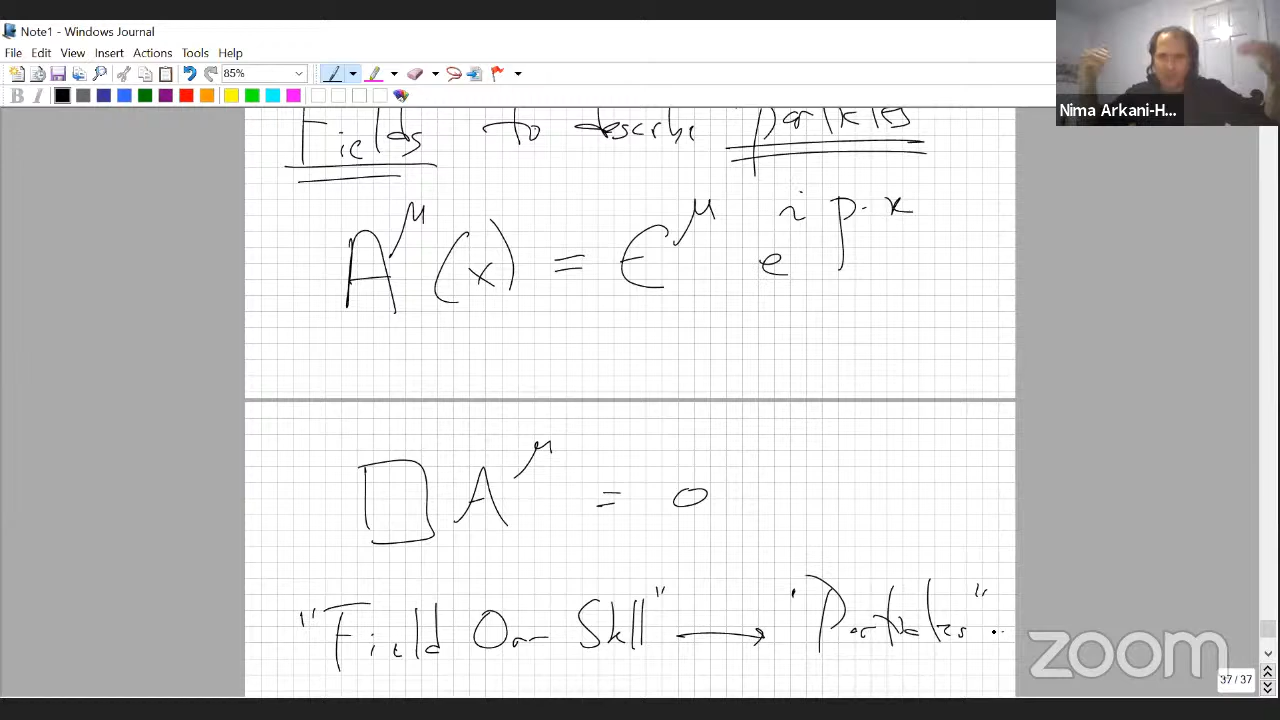 Note1 - Windows Journal
File Edit View Insert Actions Tools Help
85%
B I
Nima Arkani-H...
Fields to describe particles
A^μ(x) = ϵ^μ e^{ip·x}
□A^μ = 0
"Field On Shell" → "Particles".
zoom
37 / 37